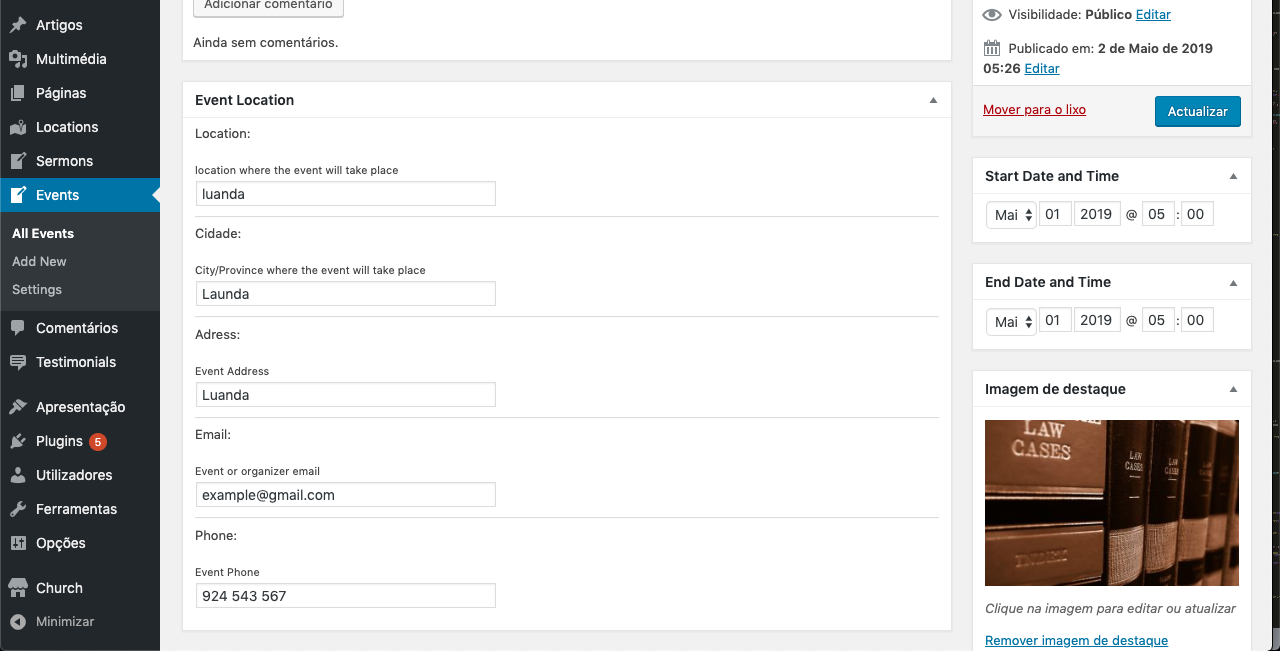 Artigos
Multimédia
Páginas
Locations
Sermons
Events
All Events
Add New
Settings
Comentários
Testimonials
Apresentação
Plugins 5
Utilizadores
Ferramentas
Opções
Church
Minimizar
Adicionar comentário
Ainda sem comentários.
Event Location
Location:
location where the event will take place
luanda
Cidade:
City/Province where the event will take place
Launda
Adress:
Event Address
Luanda
Email:
Event or organizer email
example@gmail.com
Phone:
Event Phone
924 543 567
Visibilidade: Público Editar
Publicado em: 2 de Maio de 2019
05:26 Editar
Mover para o lixo
Actualizar
Start Date and Time
Mai 01 2019 @ 05 : 00
End Date and Time
Mai 01 2019 @ 05 : 00
Imagem de destaque
LAW
CASES
LAW
CASES
LAW
CASES
INDEX
Clique na imagem para editar ou atualizar
Remover imagem de destaque